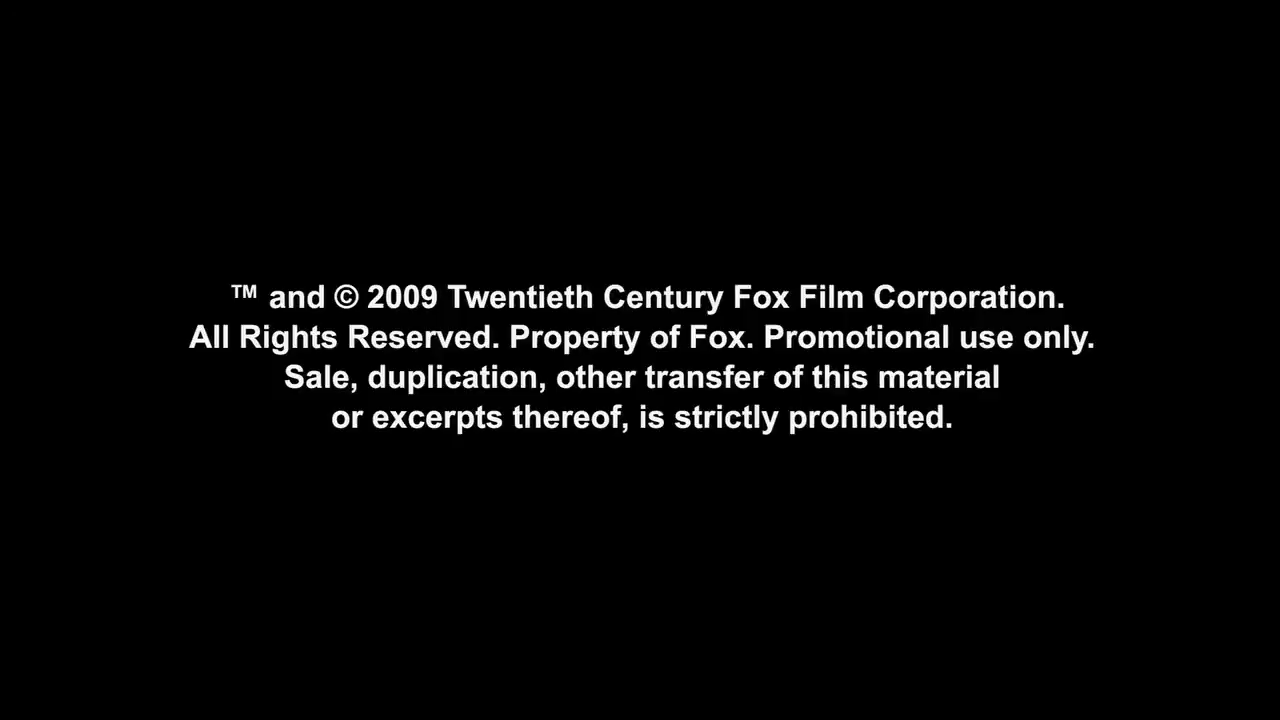 ™ and © 2009 Twentieth Century Fox Film Corporation.
All Rights Reserved. Property of Fox. Promotional use only.
Sale, duplication, other transfer of this material
or excerpts thereof, is strictly prohibited.